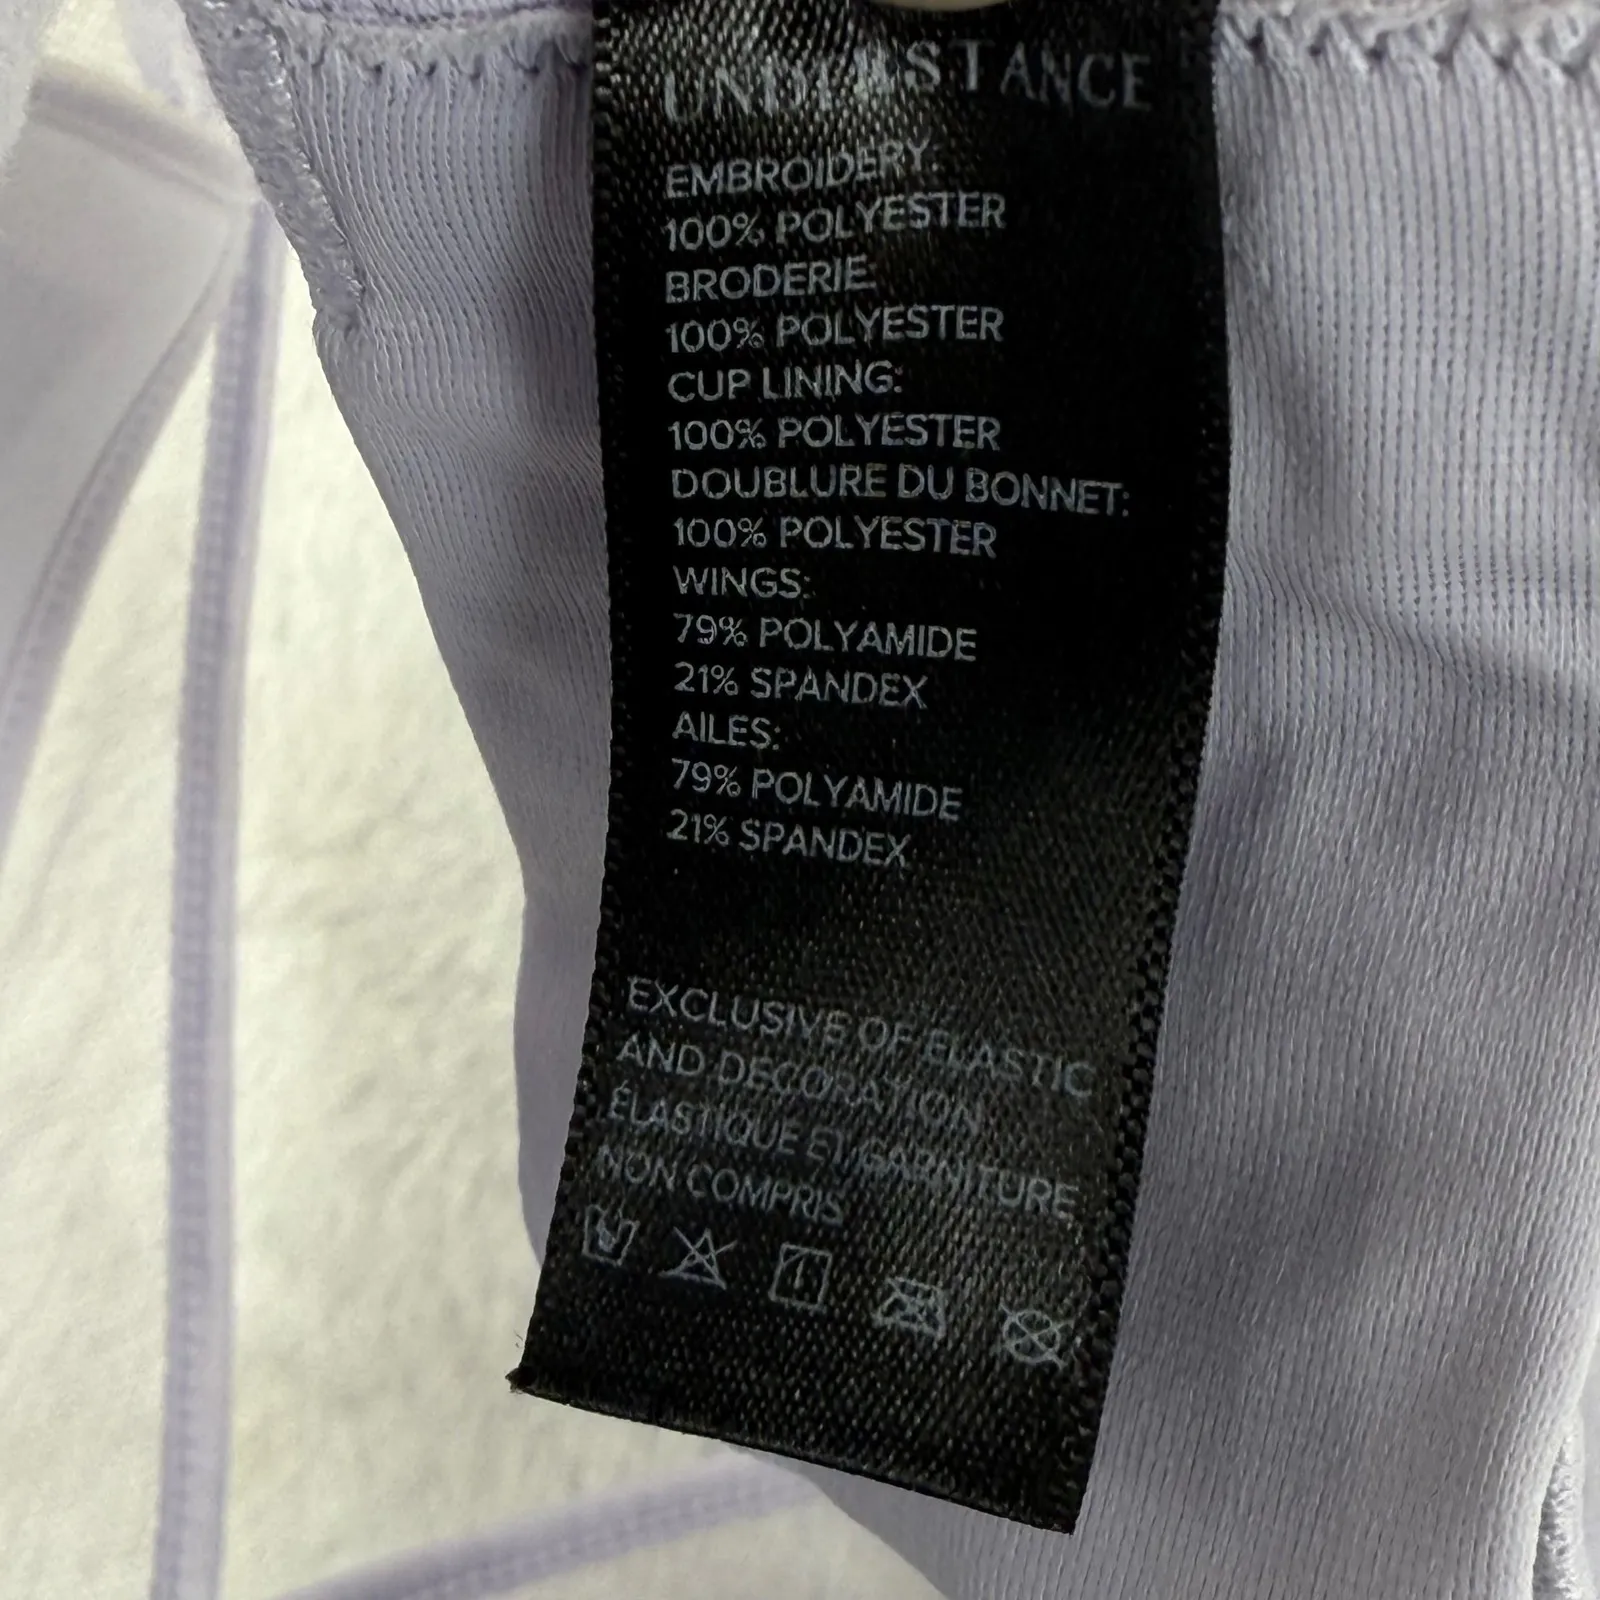 UNDERSTANCE
EMBROIDERY:
100% POLYESTER
BRODERIE:
100% POLYESTER
CUP LINING:
100% POLYESTER
DOUBLURE DU BONNET:
100% POLYESTER
WINGS:
79% POLYAMIDE
21% SPANDEX
AILES:
79% POLYAMIDE
21% SPANDEX
EXCLUSIVE OF ELASTIC
AND DECORATION
ÉLASTIQUE ET GARNITURE
NON COMPRIS